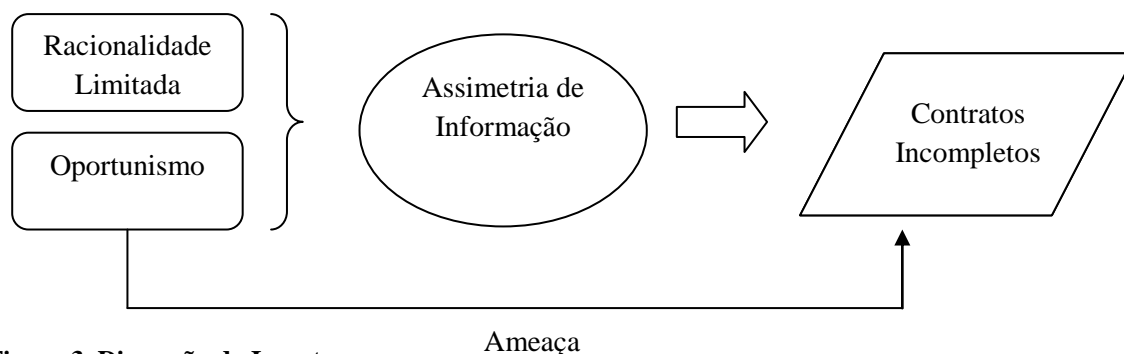 Racionalidade
Limitada
Oportunismo
Assimetria de
Informação
Contratos
Incompletos
Ameaça